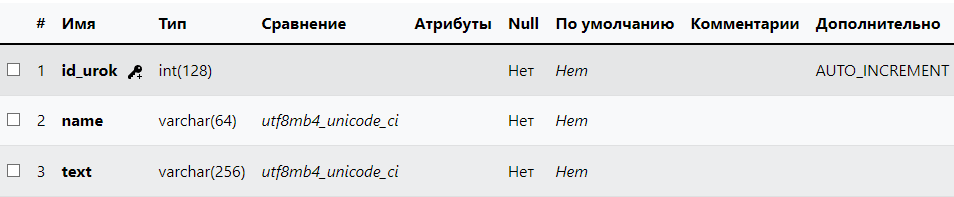 # Имя Тип Сравнение Атрибуты Null По умолчанию Комментарии Дополнительно
1 id_urok int(128) Нет Нет AUTO_INCREMENT
2 name varchar(64) utf8mb4_unicode_ci Нет Нет
3 text varchar(256) utf8mb4_unicode_ci Нет Нет